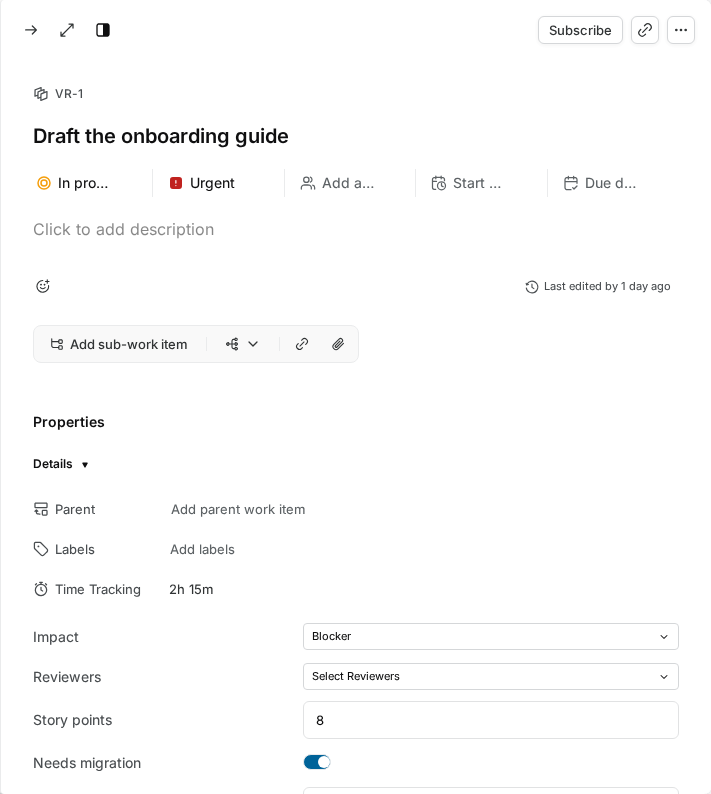 Subscribe
VR-1
Draft the onboarding guide
In pro... Urgent Add a... Start ... Due d...
Click to add description
Last edited by 1 day ago
Add sub-work item
Properties
Details ▼
Parent Add parent work item
Labels Add labels
Time Tracking 2h 15m
Impact Blocker
Reviewers Select Reviewers
Story points 8
Needs migration